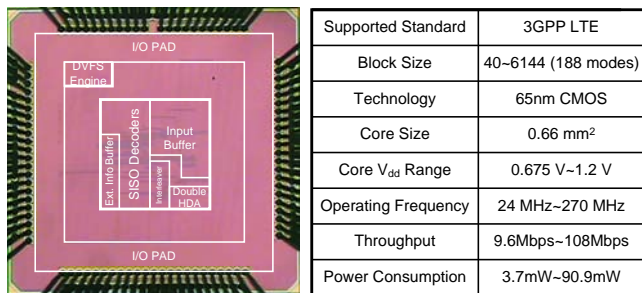 I/O PAD
DVFS
Engine
Ext. Info Buffer
SISO Decoders
Input
Buffer
Interleaver
Double
HDA
I/O PAD
Supported Standard 3GPP LTE
Block Size 40~6144 (188 modes)
Technology 65nm CMOS
Core Size 0.66 mm²
Core Vdd Range 0.675 V~1.2 V
Operating Frequency 24 MHz~270 MHz
Throughput 9.6Mbps~108Mbps
Power Consumption 3.7mW~90.9mW